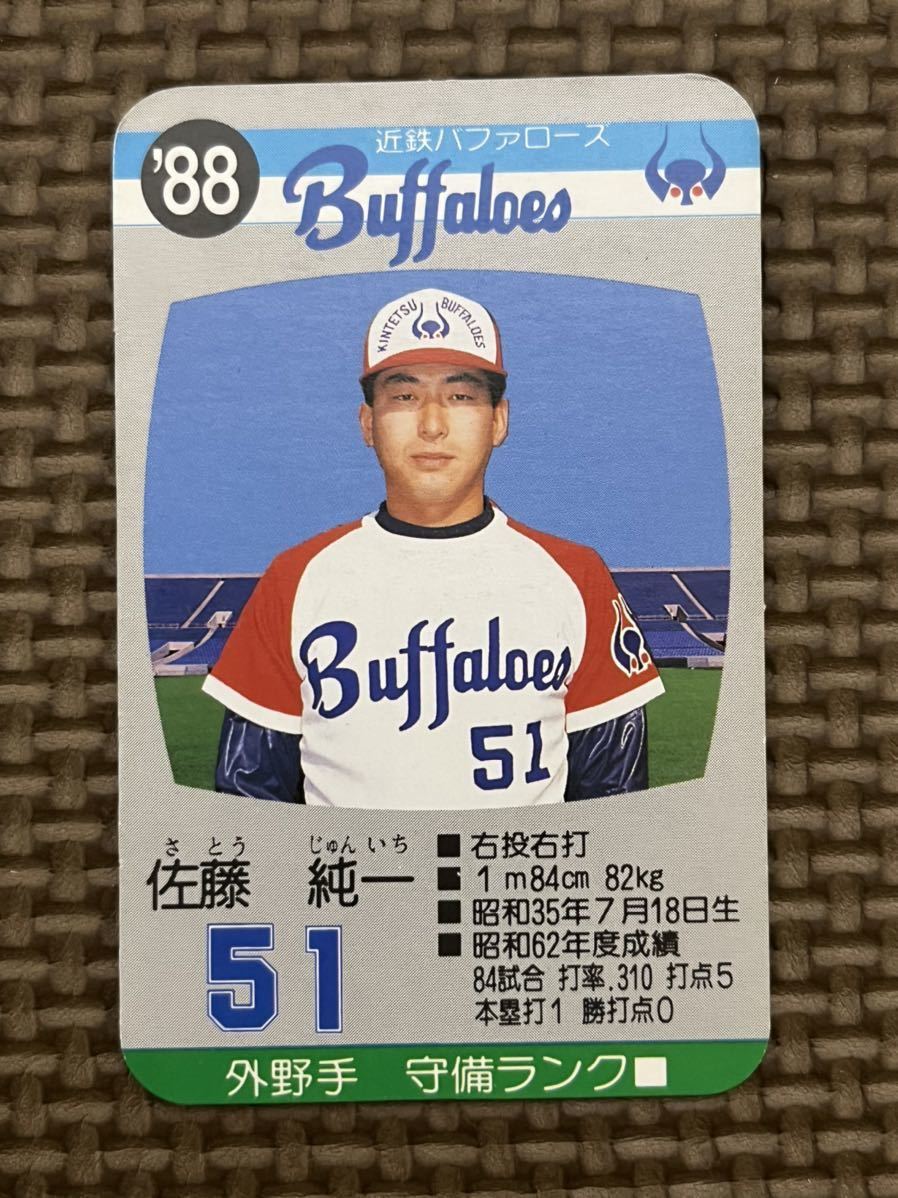 '88
近鉄バファローズ
Buffaloes
KINTETSU BUFFALOES
Buffaloes
51
さとう じゅんいち
佐藤 純一
51
■右投右打
■1m84cm 82kg
■昭和35年7月18日生
■昭和62年度成績
84試合 打率.310 打点5
本塁打1 勝打点0
外野手 守備ランク□